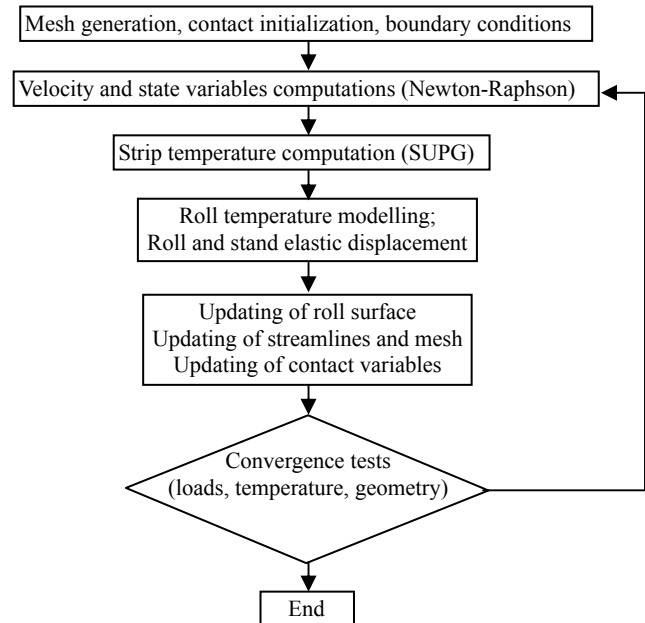 Mesh generation, contact initialization, boundary conditions
Velocity and state variables computations (Newton-Raphson)
Strip temperature computation (SUPG)
Roll temperature modelling;
Roll and stand elastic displacement
Updating of roll surface
Updating of streamlines and mesh
Updating of contact variables
Convergence tests
(loads, temperature, geometry)
End